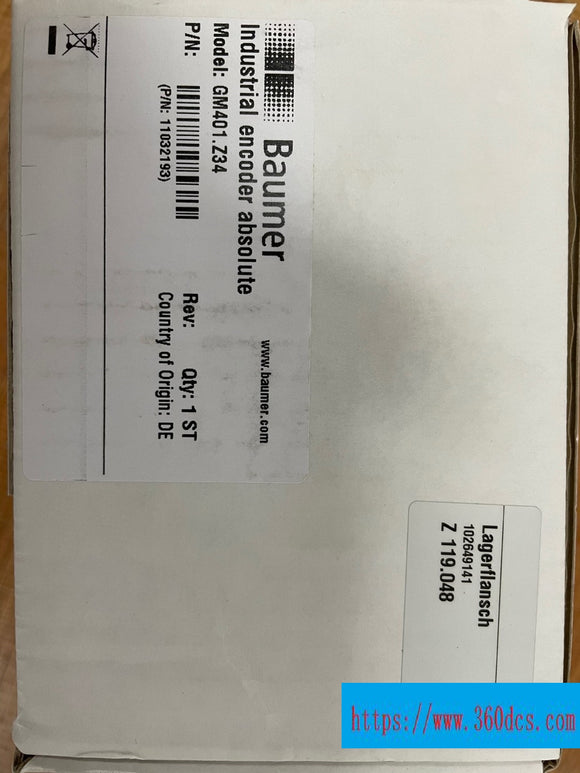 Baumer
www.baumer.com
Industrial encoder absolute
Model: GM401.Z34
P/N:
Rev:
Qty: 1 ST
(P/N: 11032193)
Country of Origin: DE
Lagerflansch
102649141
Z 119.048
https://www.360dcs.com